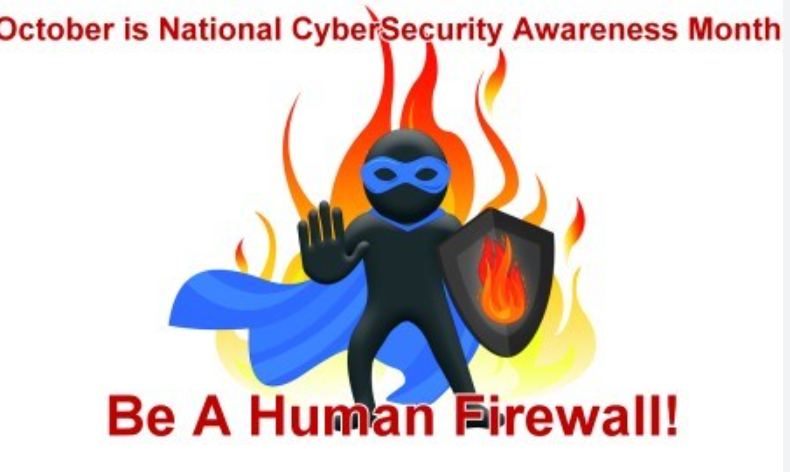 October is National CyberSecurity Awareness Month
Be A Human Firewall!